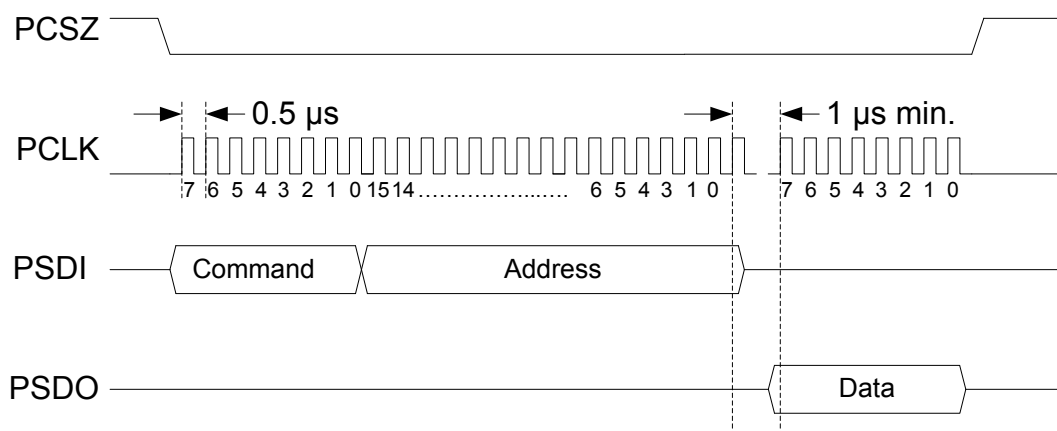 PCSZ
0.5 µs
1 µs min.
PCLK
7 6 5 4 3 2 1 0 15 14........................ 6 5 4 3 1 0 7 6 5 4 3 2 1 0
PSDI
Command
Address
PSDO
Data